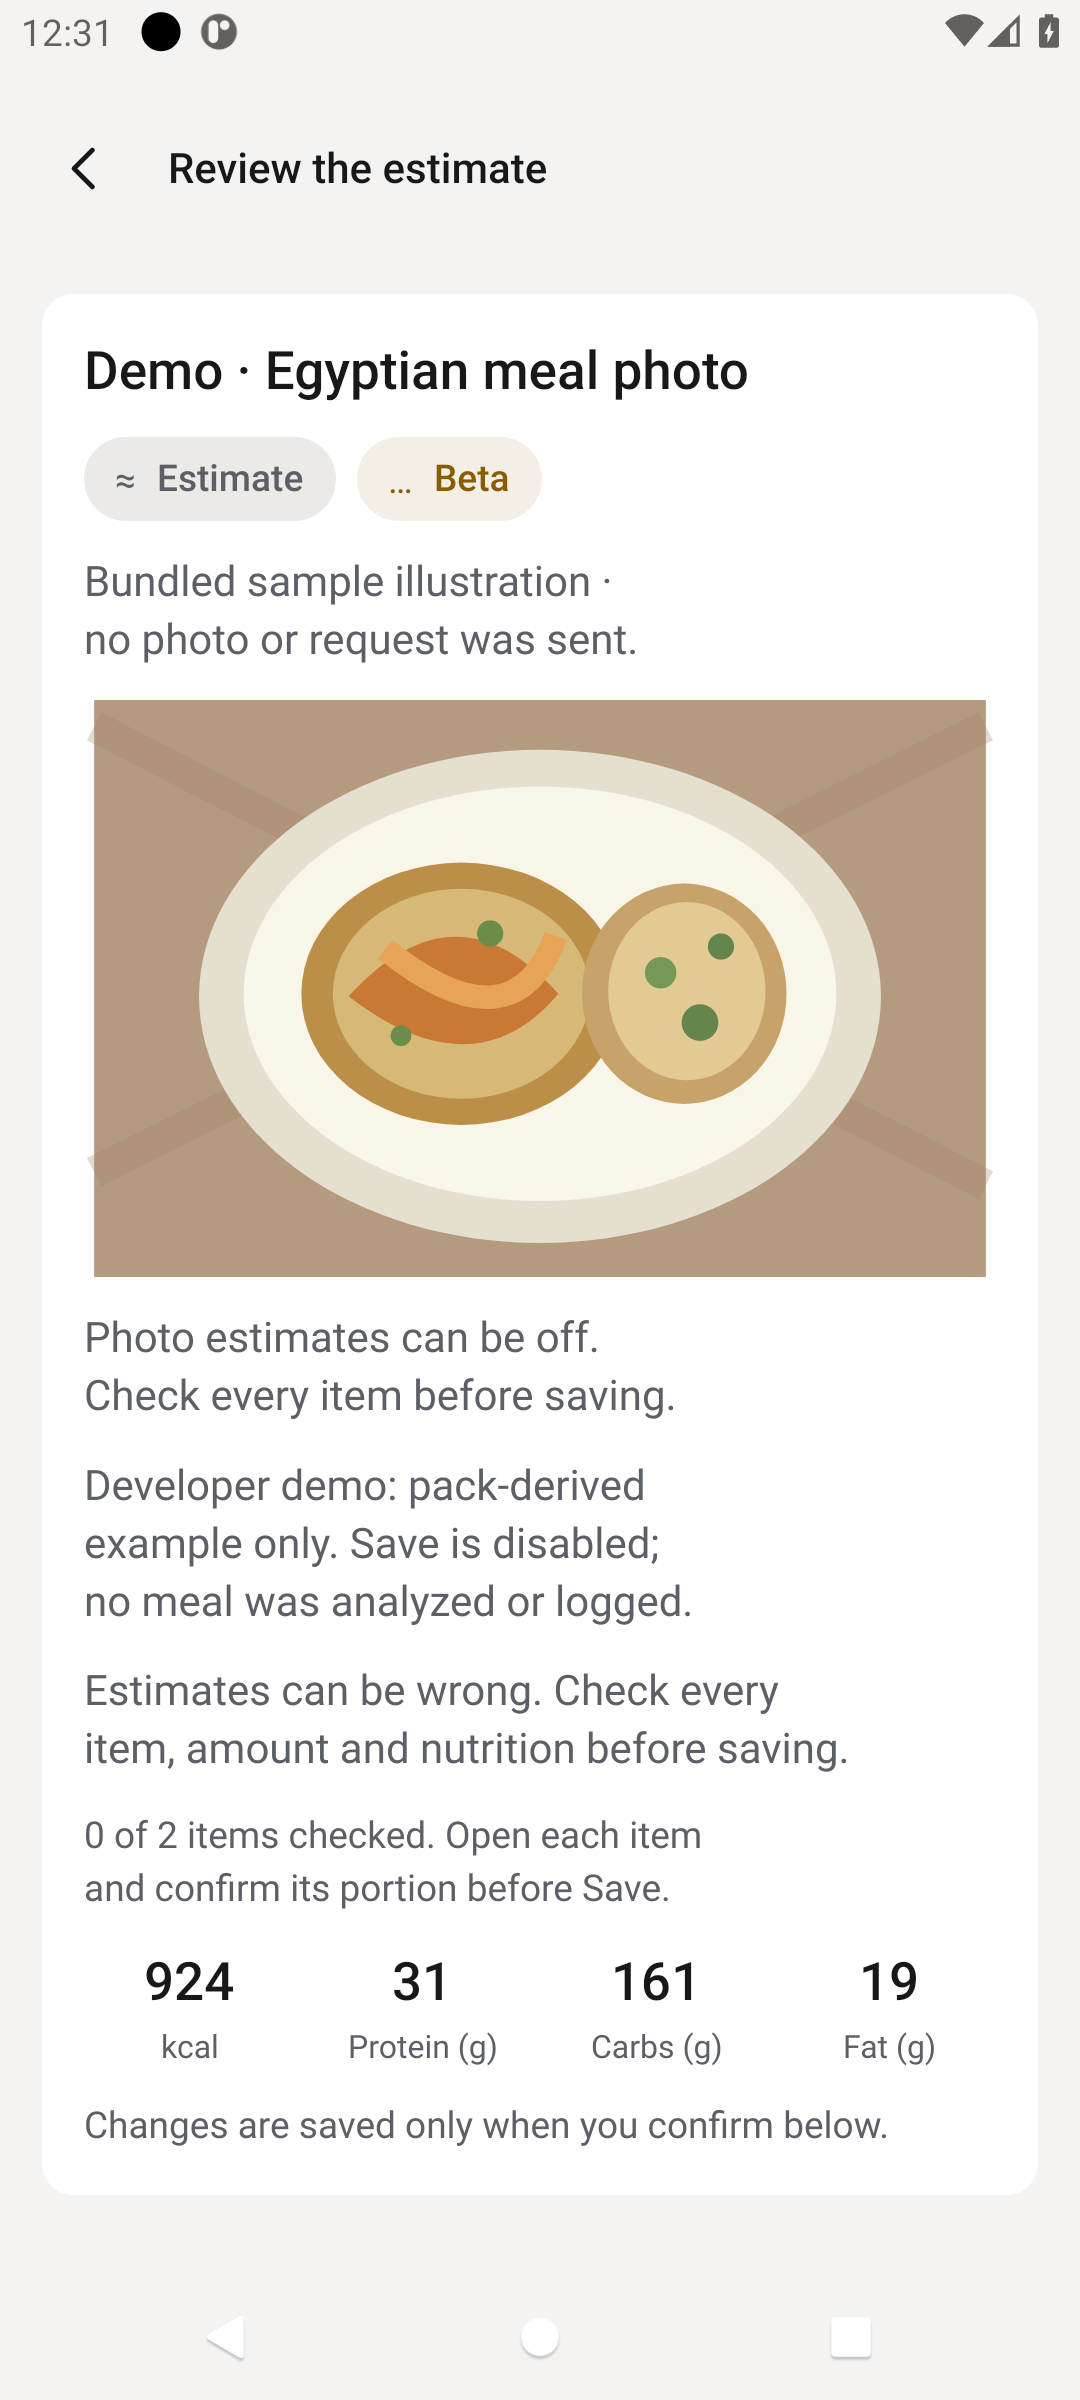 12:31
Review the estimate
Demo · Egyptian meal photo
≈ Estimate
... Beta
Bundled sample illustration ·
no photo or request was sent.
Photo estimates can be off.
Check every item before saving.
Developer demo: pack-derived
example only. Save is disabled;
no meal was analyzed or logged.
Estimates can be wrong. Check every
item, amount and nutrition before saving.
0 of 2 items checked. Open each item
and confirm its portion before Save.
924 31 161 19
kcal Protein (g) Carbs (g) Fat (g)
Changes are saved only when you confirm below.